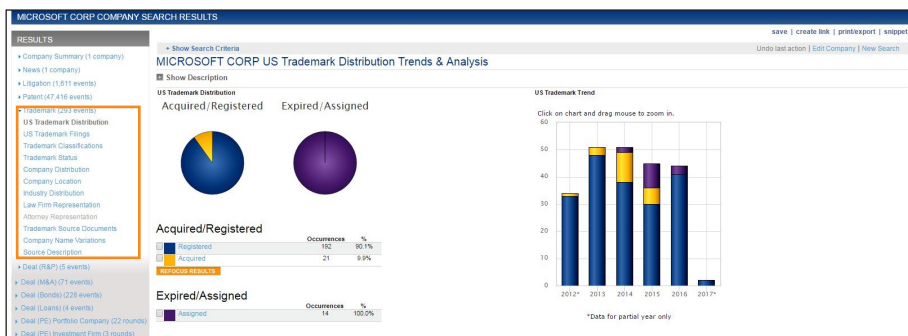 MICROSOFT CORP COMPANY SEARCH RESULTS
save | create link | print/export | snippet
RESULTS
+ Show Search Criteria
Undo last action | Edit Company | New Search
MICROSOFT CORP US Trademark Distribution Trends & Analysis
Show Description
Company Summary (1 company)
News (1 company)
Litigation (1,611 events)
Patent (47,416 events)
Trademark (293 events)
US Trademark Distribution
US Trademark Filings
Trademark Classifications
Trademark Status
Company Distribution
Company Location
Industry Distribution
Law Firm Representation
Attorney Representation
Trademark Source Documents
Company Name Variations
Source Description
Deal (R&P) (5 events)
Deal (M&A) (71 events)
Deal (Bonds) (228 events)
Deal (Loans) (4 events)
Deal (PE) Portfolio Company (22 rounds)
Deal (PE) Investment Firm (3 rounds)
US Trademark Distribution
Acquired/Registered Expired/Assigned
Acquired/Registered
Occurrences %
Registered 192 90.1%
Acquired 21 9.9%
REFOCUS RESULTS
Expired/Assigned
Occurrences %
Assigned 14 100.0%
US Trademark Trend
Click on chart and drag mouse to zoom in.
60
50
40
30
20
10
0
2012* 2013 2014 2015 2016 2017*
*Data for partial year only